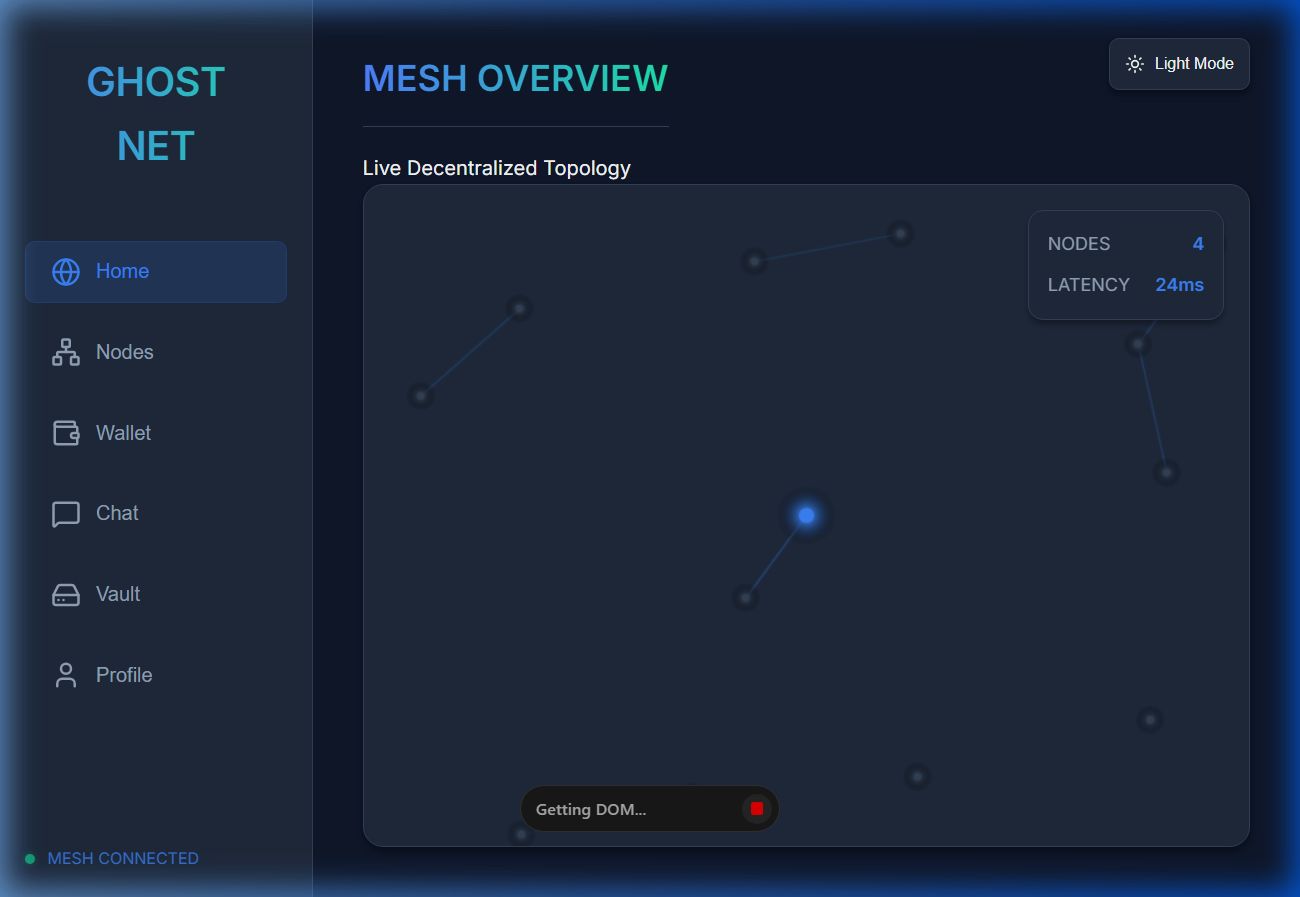 GHOST
NET
Home
Nodes
Wallet
Chat
Vault
Profile
MESH CONNECTED
MESH OVERVIEW
Light Mode
Live Decentralized Topology
NODES 4
LATENCY 24ms
Getting DOM...